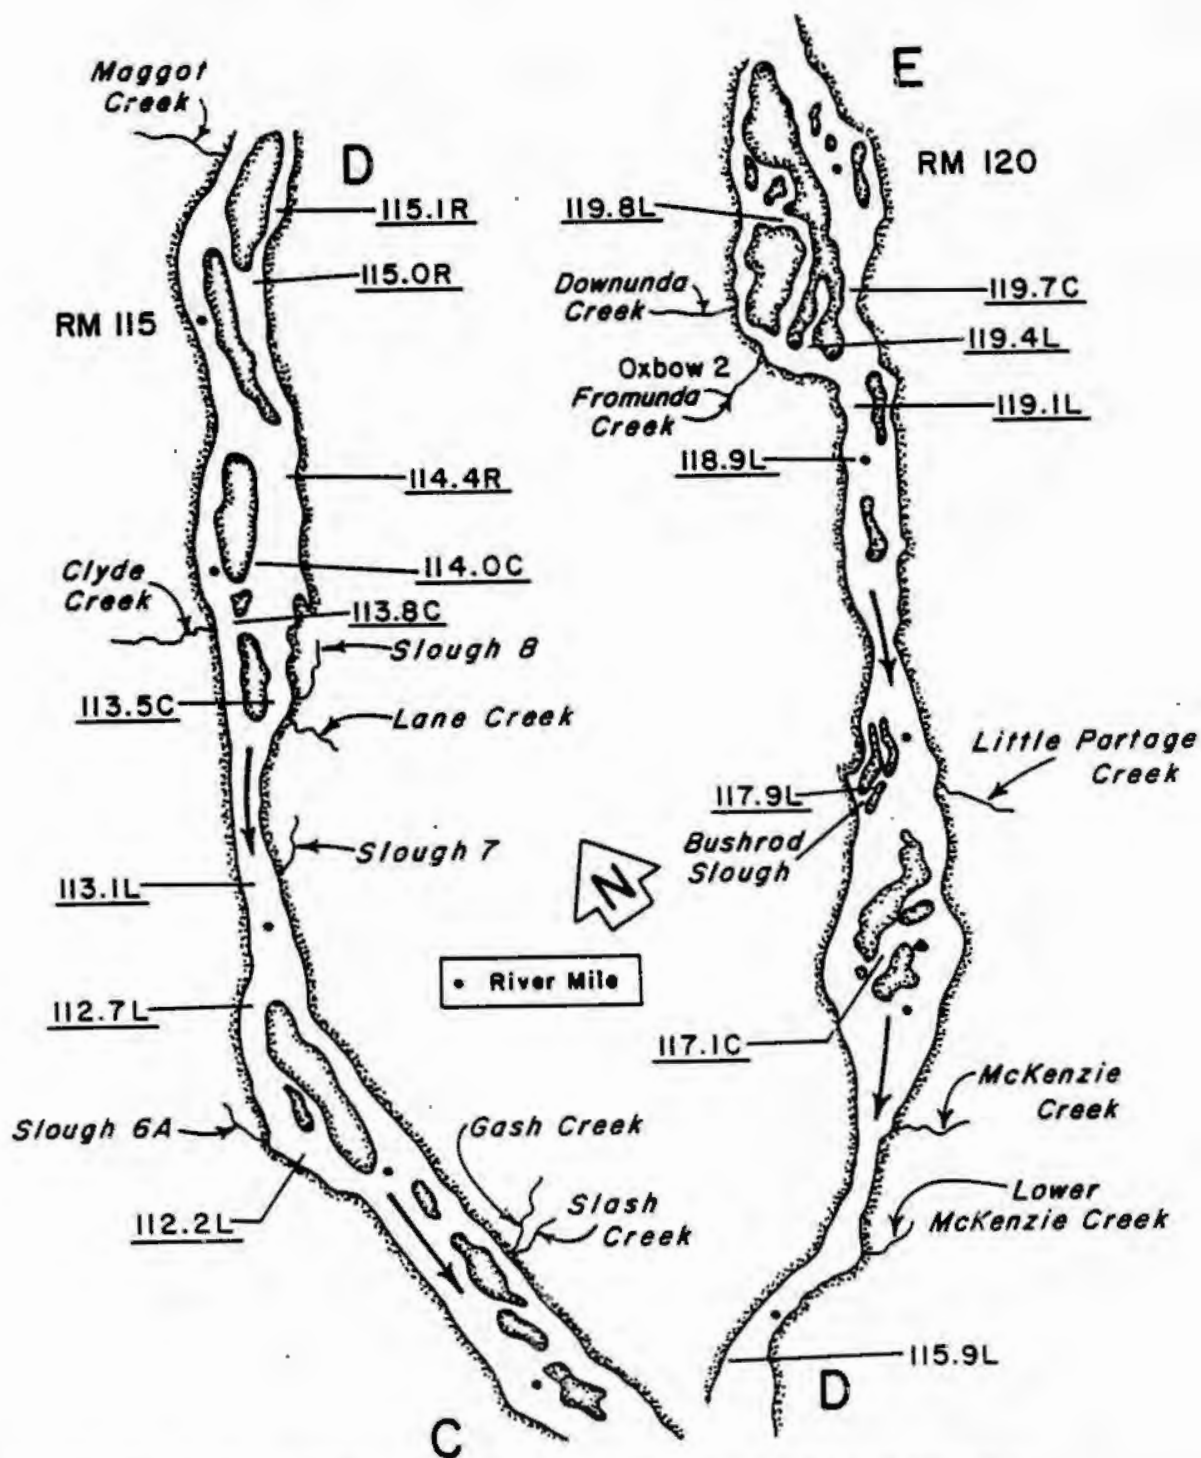 Maggot
Creek
D
115.1R
115.0R
RM 115
114.4R
114.0C
Clyde
Creek
113.8C
Slough 8
113.5C
Lane Creek
Slough 7
113.1L
N
• River Mile
112.7L
Slough 6A
Gash Creek
Slash
Creek
112.2L
C
E
RM 120
119.8L
Downunda
Creek
119.7C
119.4L
Oxbow 2
Fromunda
Creek
119.1L
118.9L
Little Portage
Creek
117.9L
Bushrod
Slough
117.1C
McKenzie
Creek
Lower
McKenzie Creek
115.9L
D